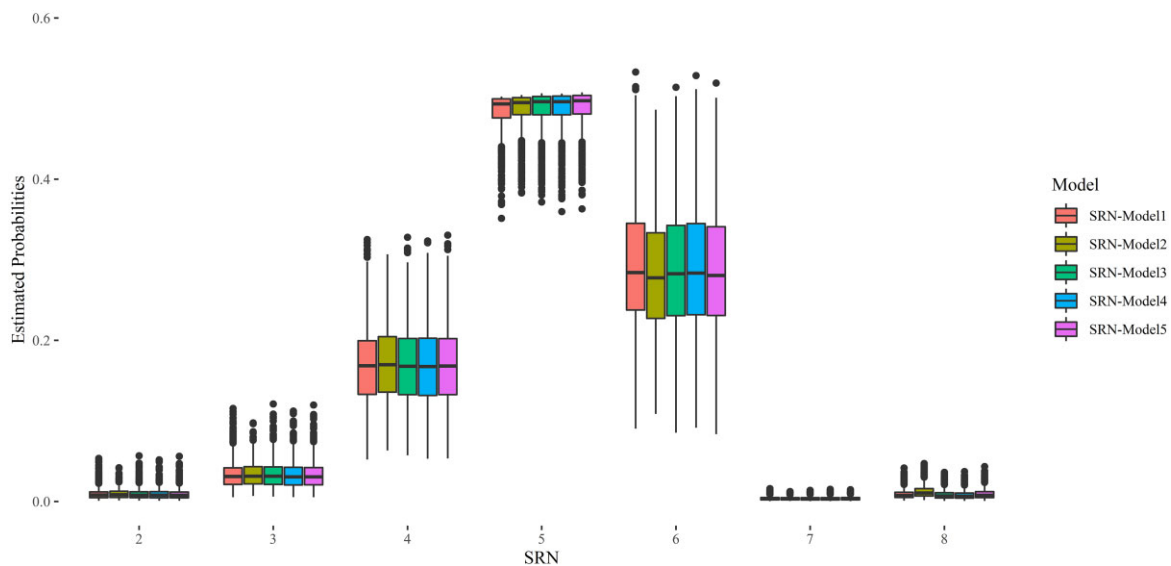 0.6
0.4
0.2
0.0
Estimated Probabilities
2 3 4 5 6 7 8
SRN
Model
SRN-Model1
SRN-Model2
SRN-Model3
SRN-Model4
SRN-Model5